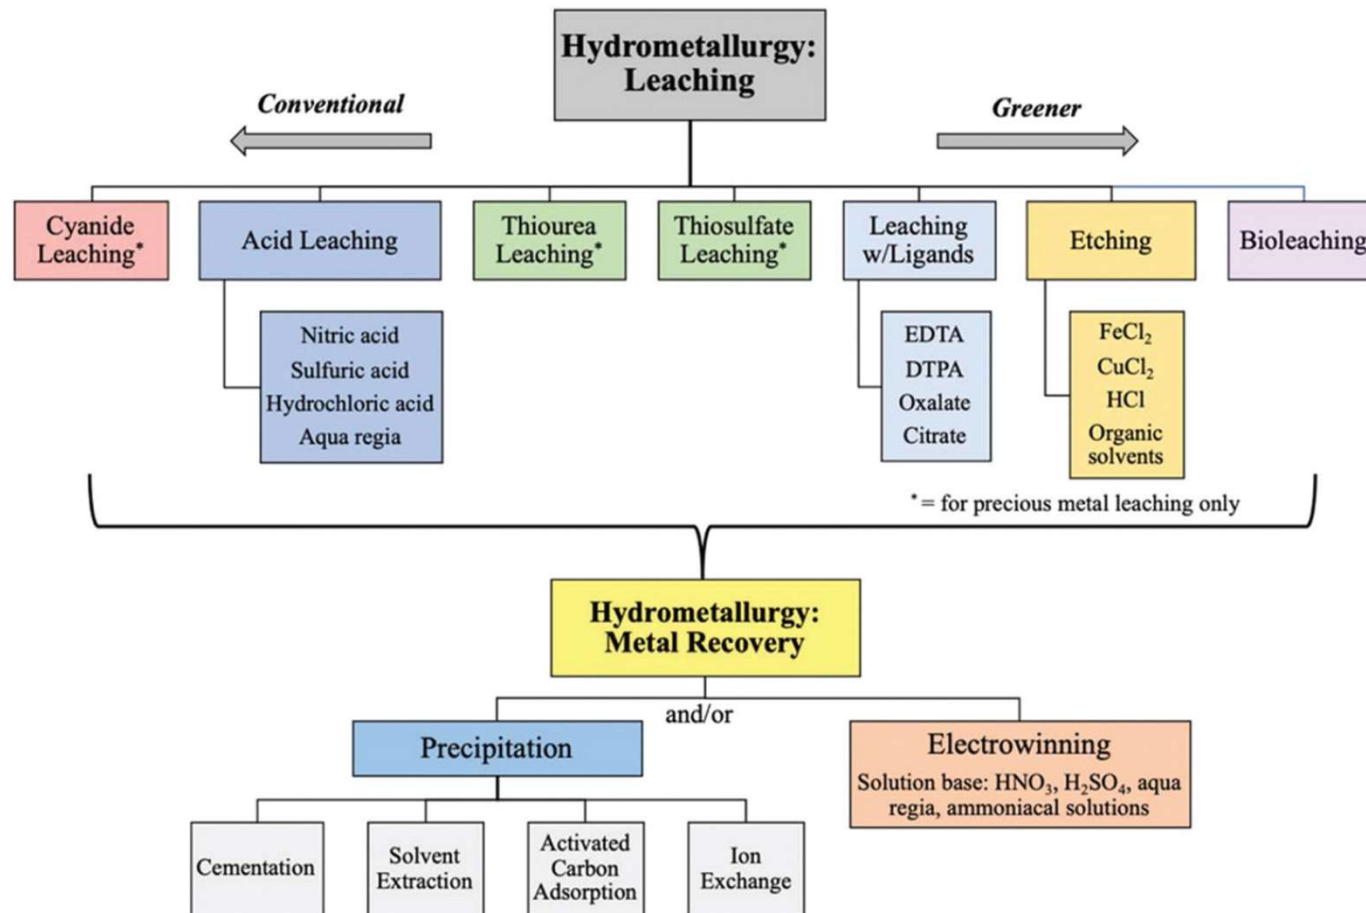 Hydrometallurgy:
Leaching
Conventional
Greener
Cyanide
Leaching*
Acid Leaching
Thiourea
Leaching*
Thiosulfate
Leaching*
Leaching
w/Ligands
Etching
Bioleaching
Nitric acid
Sulfuric acid
Hydrochloric acid
Aqua regia
EDTA
DTPA
Oxalate
Citrate
FeCl₂
CuCl₂
HCl
Organic
solvents
* = for precious metal leaching only
Hydrometallurgy:
Metal Recovery
and/or
Precipitation
Electrowinning
Solution base: HNO₃, H₂SO₄, aqua
regia, ammoniacal solutions
Cementation
Solvent
Extraction
Activated
Carbon
Adsorption
Ion
Exchange